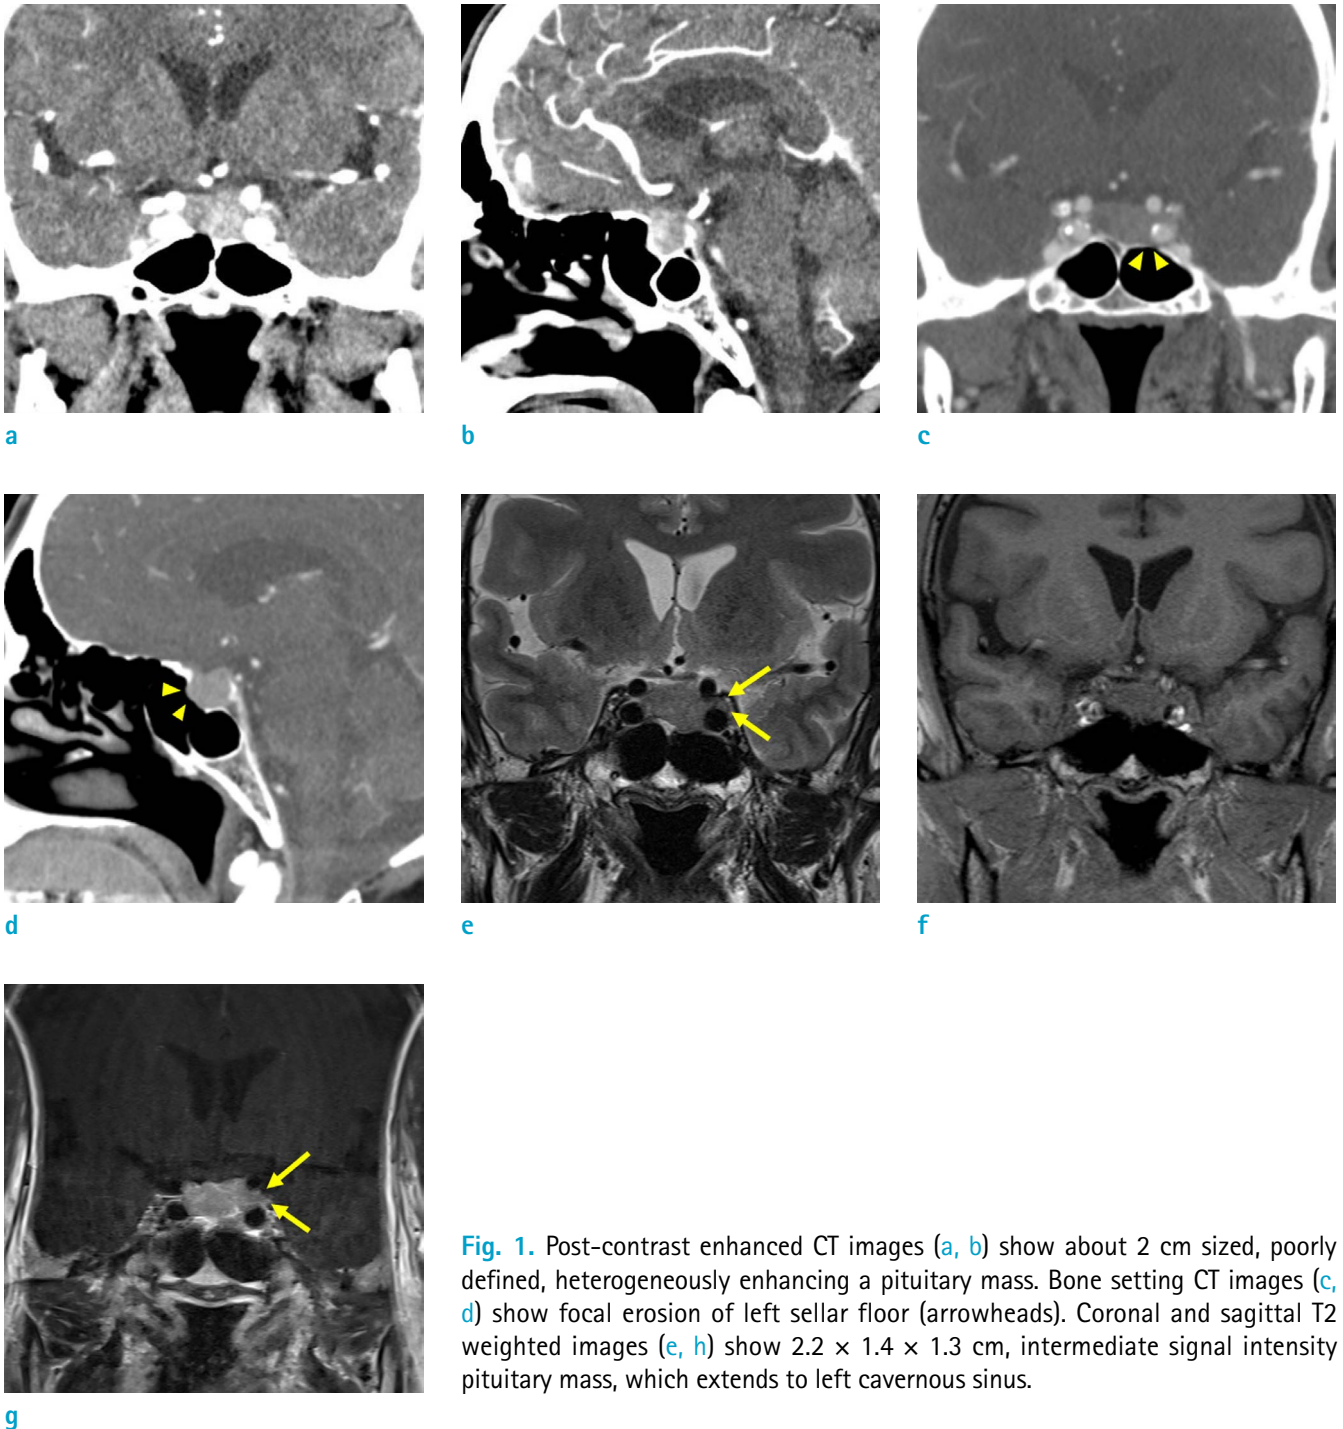 a
b
c
d
e
f
g
Fig. 1. Post-contrast enhanced CT images (a, b) show about 2 cm sized, poorly
defined, heterogeneously enhancing a pituitary mass. Bone setting CT images (c,
d) show focal erosion of left sellar floor (arrowheads). Coronal and sagittal T2
weighted images (e, h) show 2.2 × 1.4 × 1.3 cm, intermediate signal intensity
pituitary mass, which extends to left cavernous sinus.